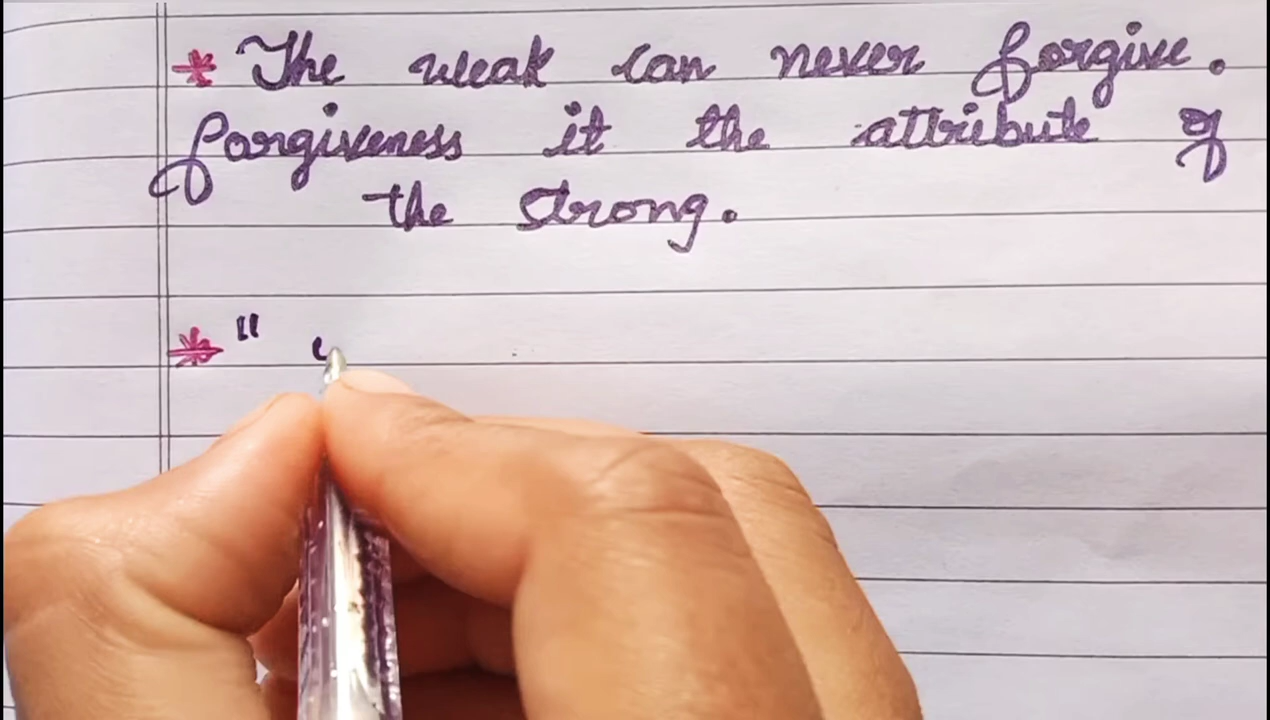 * The weak can never forgive.
Forgiveness it the attribute of
the strong.
* "